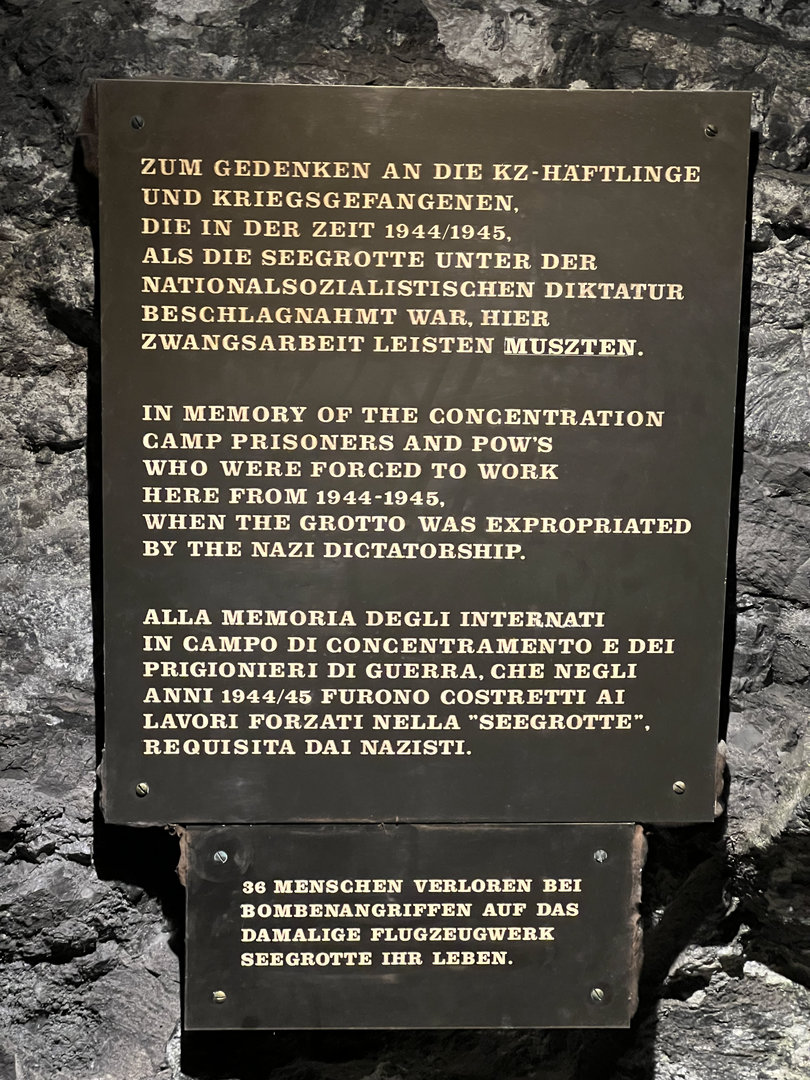 ZUM GEDENKEN AN DIE KZ-HÄFTLINGE
UND KRIEGSGEFANGENEN,
DIE IN DER ZEIT 1944/1945,
ALS DIE SEEGROTTE UNTER DER
NATIONALSOZIALISTISCHEN DIKTATUR
BESCHLAGNAHMT WAR, HIER
ZWANGSARBEIT LEISTEN MUSZTEN.
IN MEMORY OF THE CONCENTRATION
CAMP PRISONERS AND POW'S
WHO WERE FORCED TO WORK
HERE FROM 1944-1945,
WHEN THE GROTTO WAS EXPROPRIATED
BY THE NAZI DICTATORSHIP.
ALLA MEMORIA DEGLI INTERNATI
IN CAMPO DI CONCENTRAMENTO E DEI
PRIGIONIERI DI GUERRA, CHE NEGLI
ANNI 1944/45 FURONO COSTRETTI AI
LAVORI FORZATI NELLA "SEEGROTTE",
REQUISITA DAI NAZISTI.
36 MENSCHEN VERLOREN BEI
BOMBENANGRIFFEN AUF DAS
DAMALIGE FLUGZEUGWERK
SEEGROTTE IHR LEBEN.